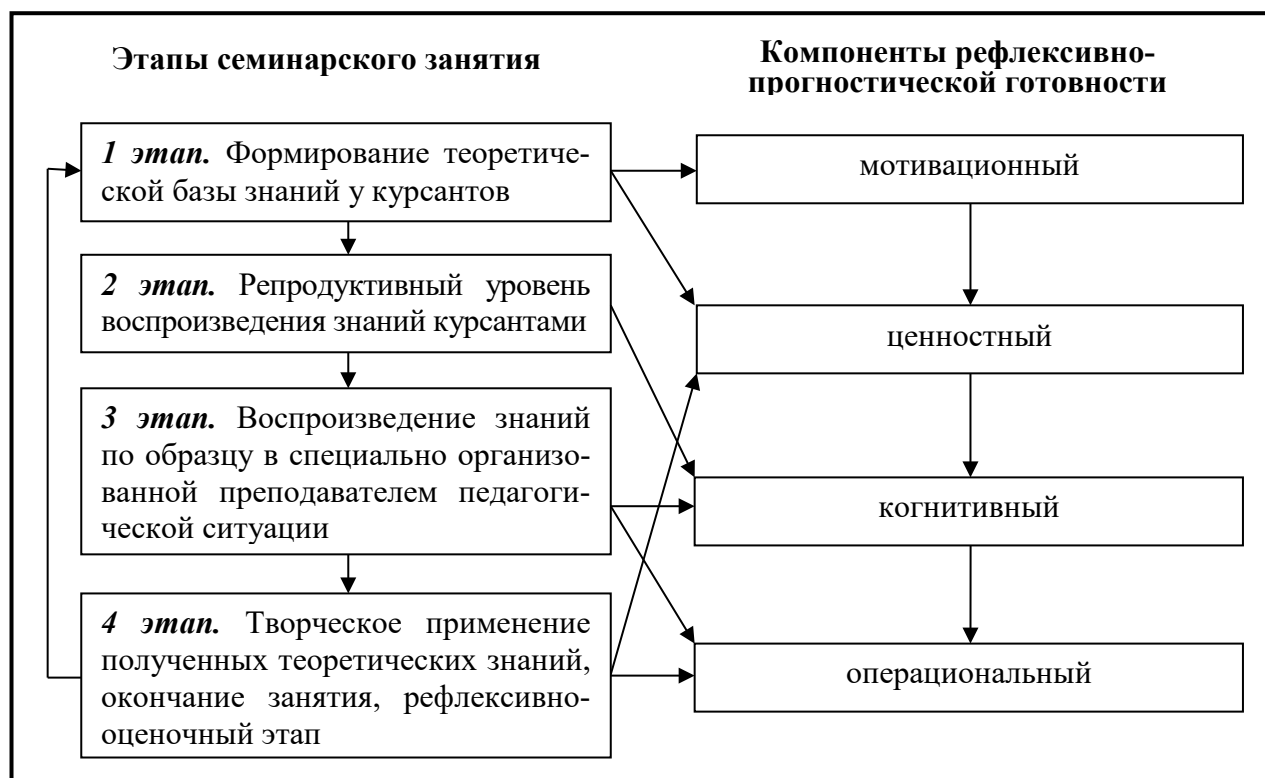 Этапы семинарского занятия
Компоненты рефлексивно-
прогностической готовности
1 этап. Формирование теоретиче-
ской базы знаний у курсантов
2 этап. Репродуктивный уровень
воспроизведения знаний курсантами
3 этап. Воспроизведение знаний
по образцу в специально организо-
ванной преподавателем педагоги-
ческой ситуации
4 этап. Творческое применение
полученных теоретических знаний,
окончание занятия, рефлексивно-
оценочный этап
мотивационный
ценностный
когнитивный
операциональный